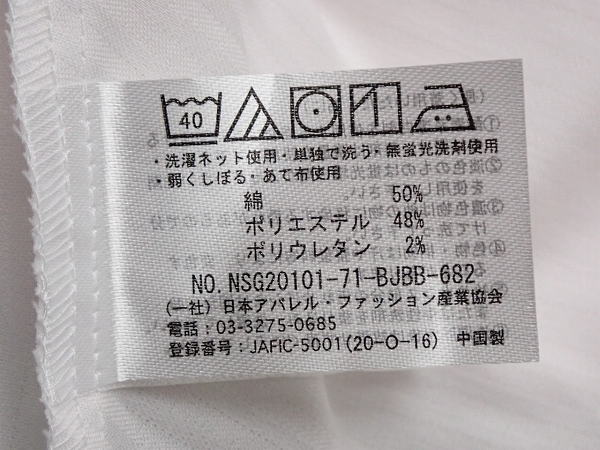 40
・洗濯ネット使用・単独で洗う・無蛍光洗剤使用
・弱くしぼる・あて布使用
綿 50%
ポリエステル 48%
ポリウレタン 2%
NO. NSG20101-71-BJBB-682
(一社)日本アパレル・ファッション産業協会
電話：03-3275-0685
登録番号：JAFIC-5001(20-O-16) 中国製